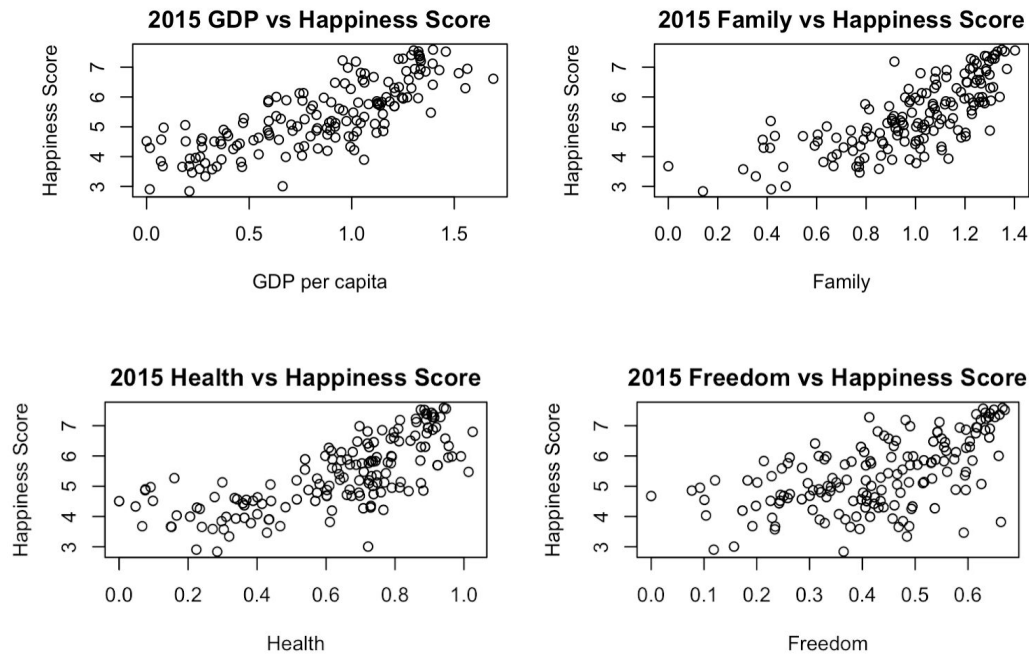 2015 GDP vs Happiness Score
Happiness Score
7
6
5
4
3
0.0 0.5 1.0 1.5
GDP per capita
2015 Family vs Happiness Score
Happiness Score
7
6
5
4
3
0.0 0.2 0.4 0.6 0.8 1.0 1.2 1.4
Family
2015 Health vs Happiness Score
Happiness Score
7
6
5
4
3
0.0 0.2 0.4 0.6 0.8 1.0
Health
2015 Freedom vs Happiness Score
Happiness Score
7
6
5
4
3
0.0 0.1 0.2 0.3 0.4 0.5 0.6
Freedom